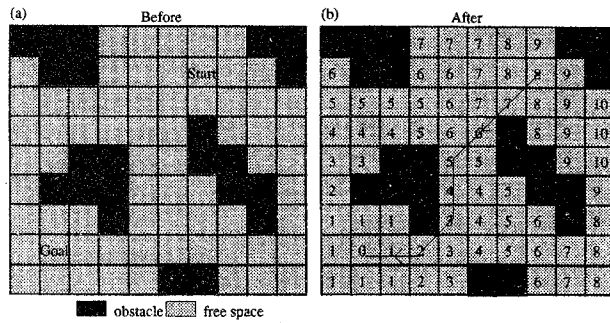 (a) Before
Start
Goal
(b) After
7 7 7 8 9
6 6 6 7 8 8 9
5 5 5 5 6 7 7 8 9 10
4 4 4 5 6 6 8 9 10
3 3 5 5 9 10
2 4 4 5 9
1 1 1 3 4 5 6 8
1 0 1 2 3 4 5 6 7 8
1 1 1 2 3 6 7 8
obstacle free space